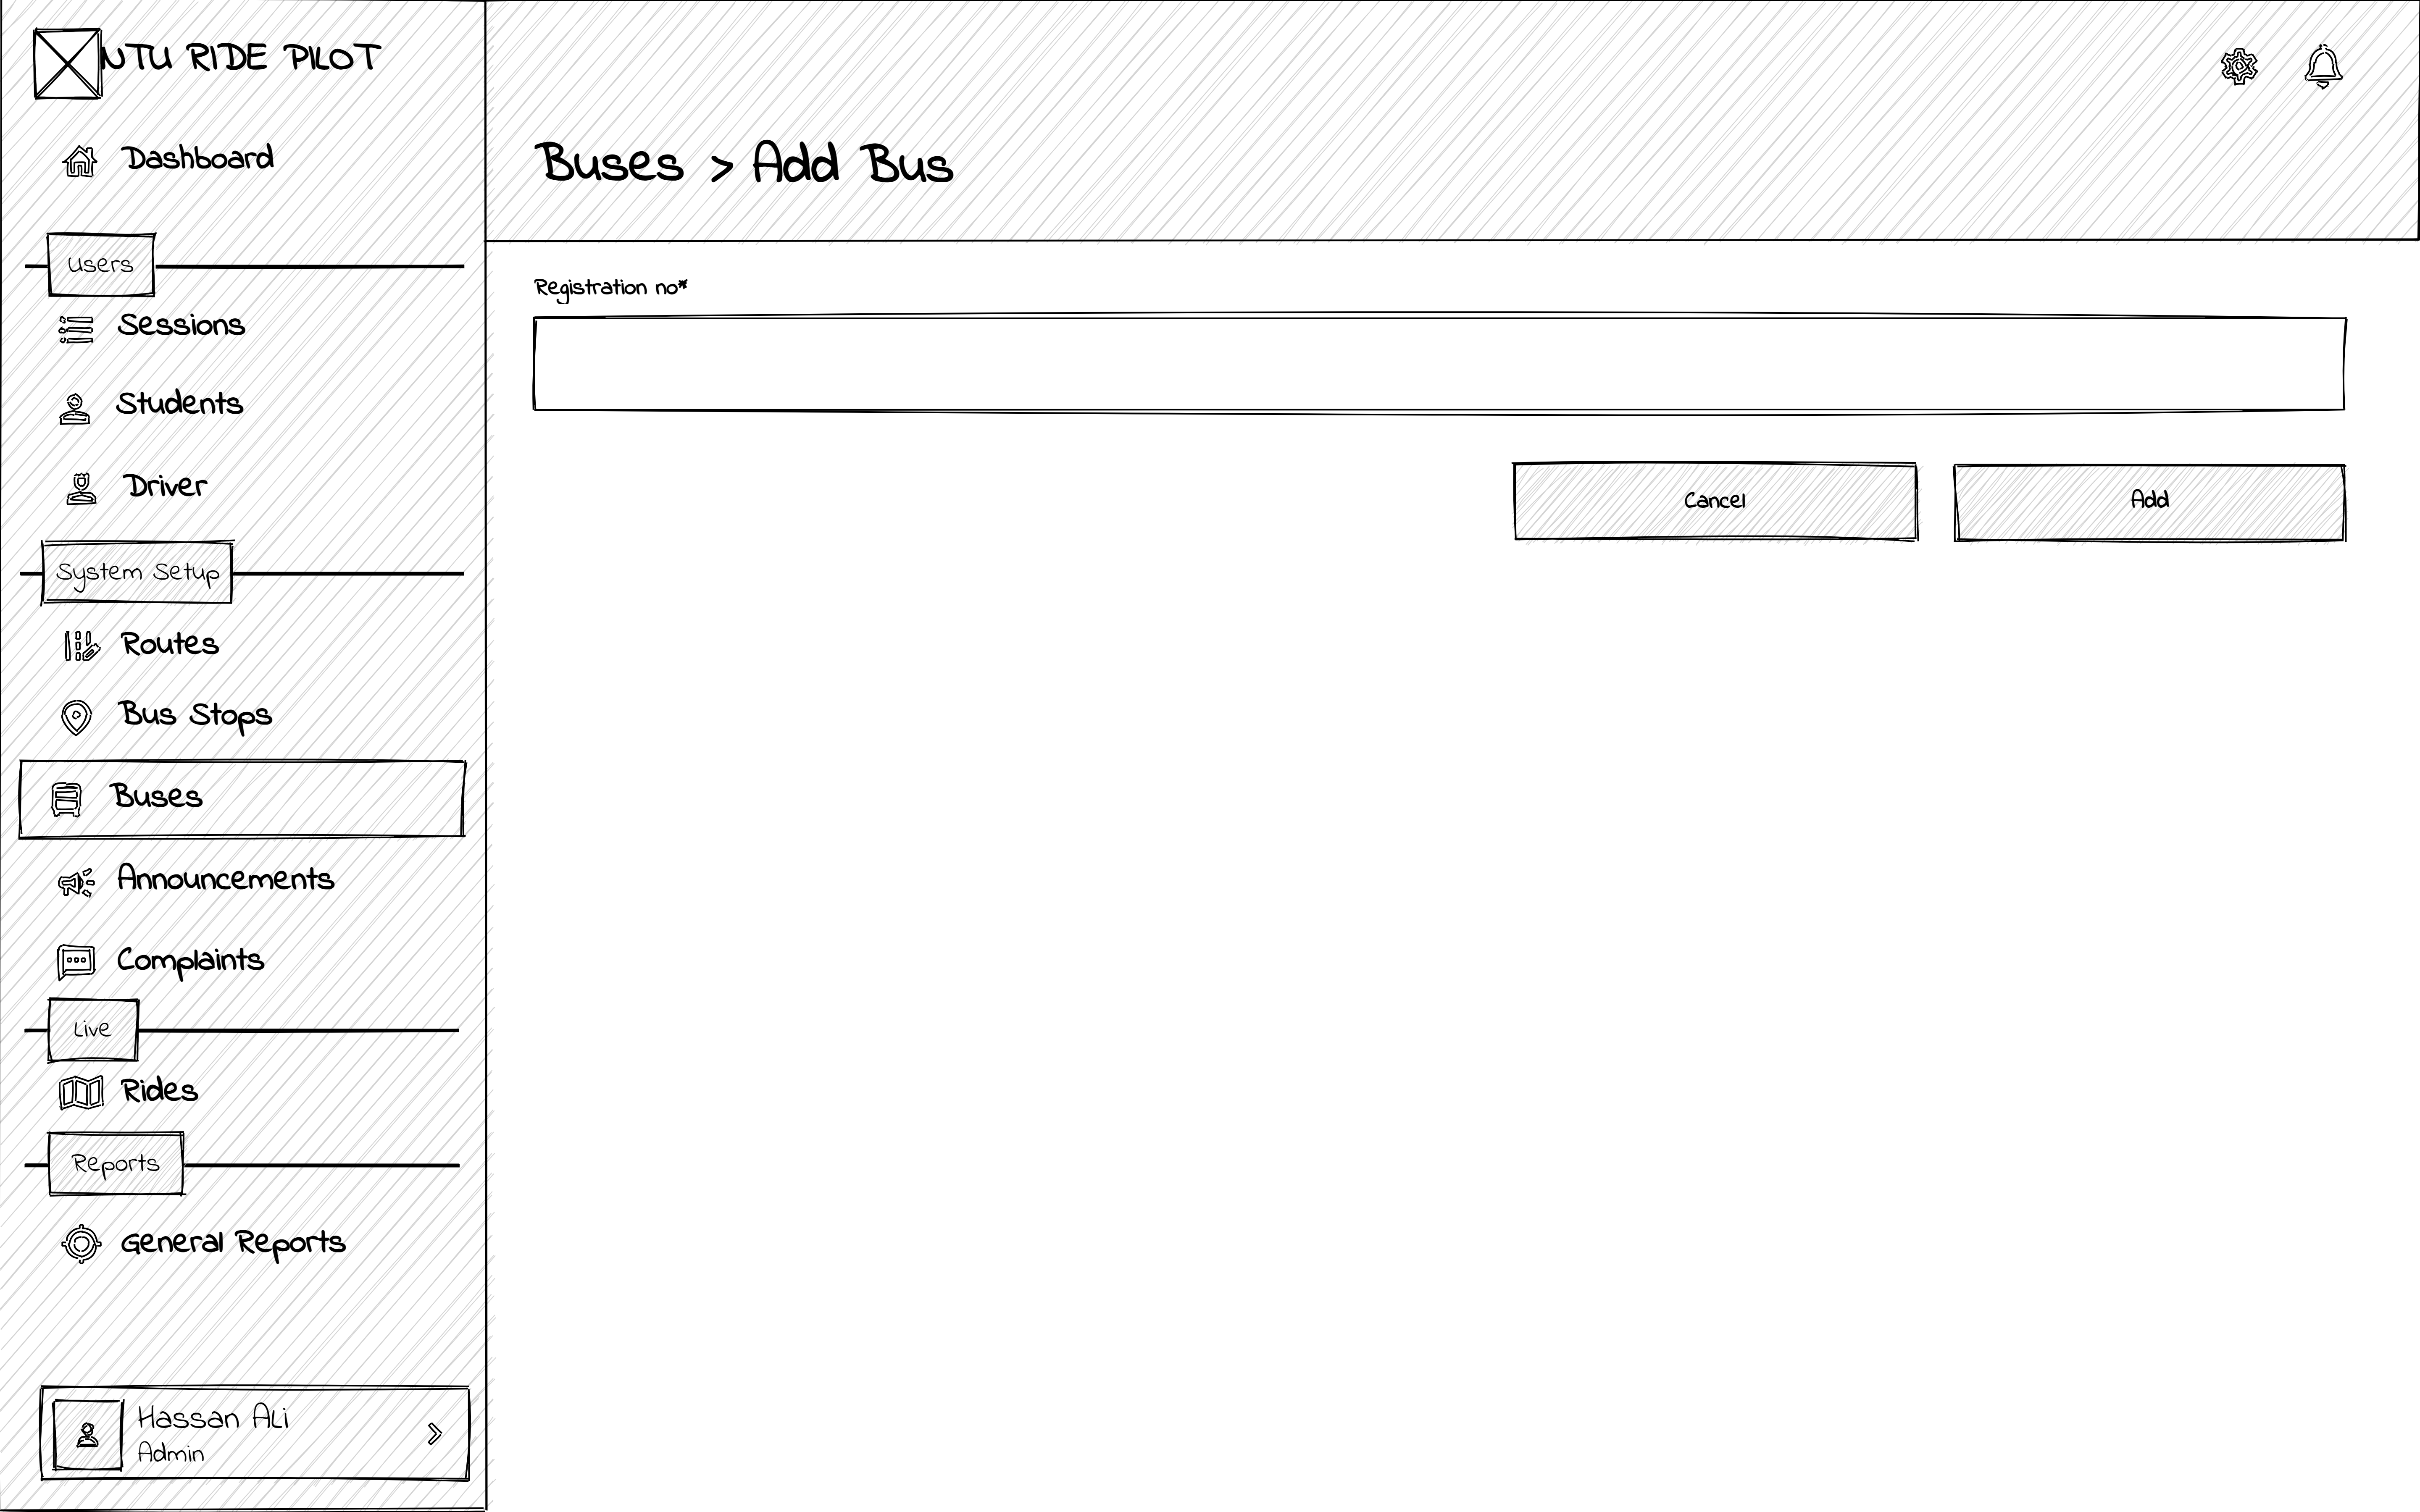 NTU RIDE PILOT
Dashboard
Users
Sessions
Students
Driver
System Setup
Routes
Bus Stops
Buses
Announcements
Complaints
Live
Rides
Reports
General Reports
Hassan Ali
Admin
Buses > Add Bus
Registration no*
Cancel
Add